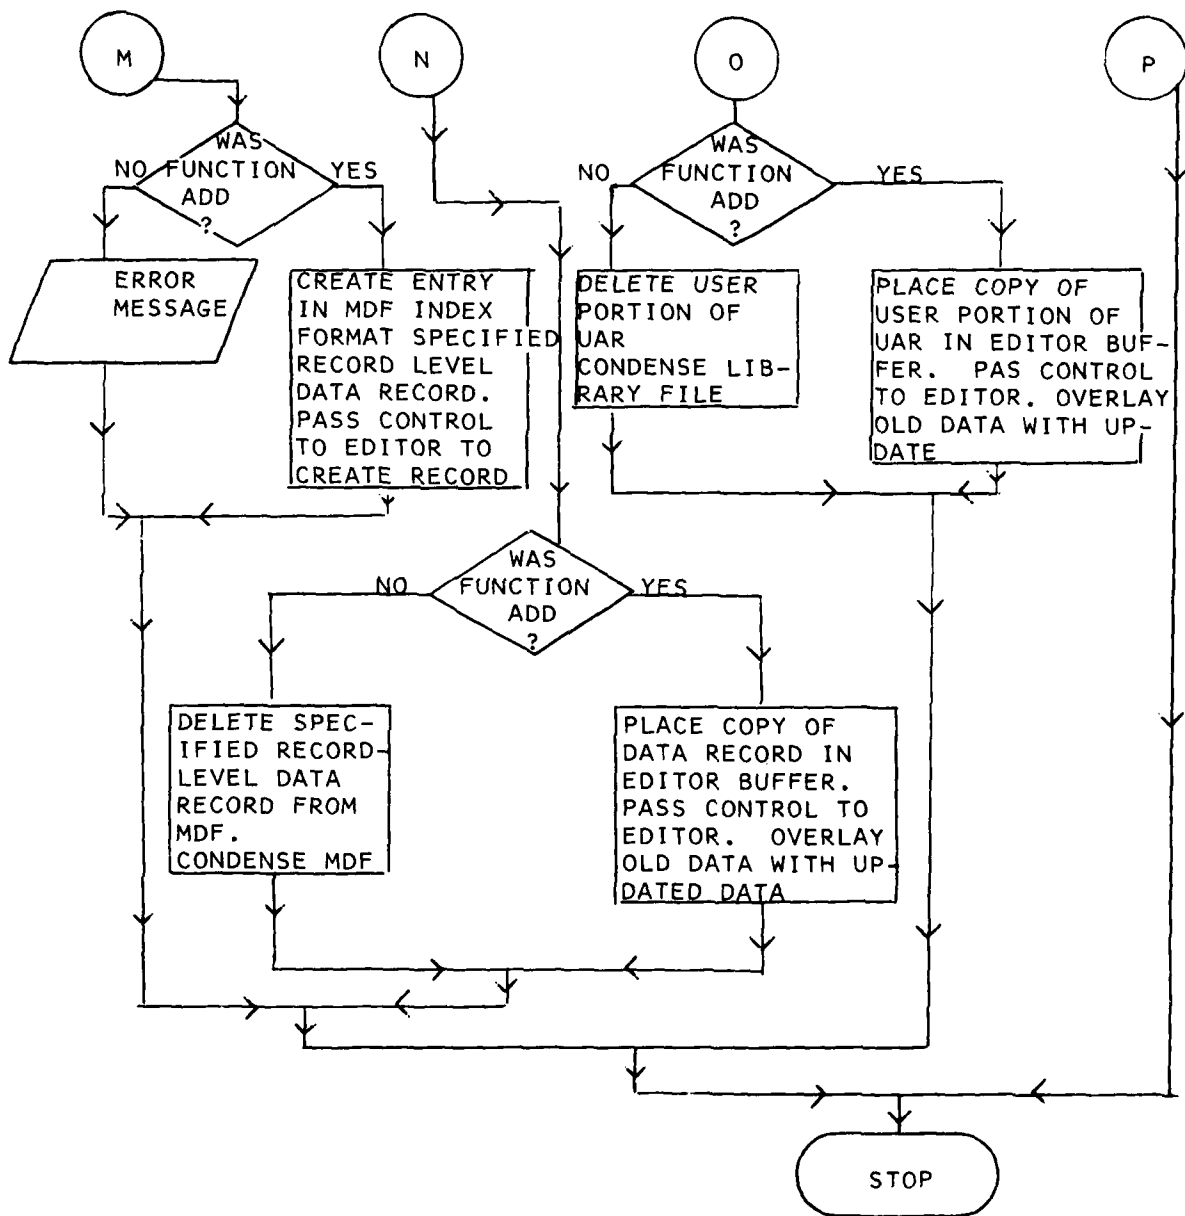 M
N
O
P
WAS
FUNCTION
ADD
?
NO
YES
ERROR
MESSAGE
CREATE ENTRY
IN MDF INDEX
FORMAT SPECIFIED
RECORD LEVEL
DATA RECORD.
PASS CONTROL
TO EDITOR TO
CREATE RECORD
WAS
FUNCTION
ADD
?
NO
YES
DELETE USER
PORTION OF
UAR
CONDENSE LIB-
RARY FILE
PLACE COPY OF
USER PORTION OF
UAR IN EDITOR BUF-
FER. PAS CONTROL
TO EDITOR. OVERLAY
OLD DATA WITH UP-
DATE
WAS
FUNCTION
ADD
?
NO
YES
DELETE SPEC-
IFIED RECORD-
LEVEL DATA
RECORD FROM
MDF.
CONDENSE MDF
PLACE COPY OF
DATA RECORD IN
EDITOR BUFFER.
PASS CONTROL TO
EDITOR. OVERLAY
OLD DATA WITH UP-
DATED DATA
STOP